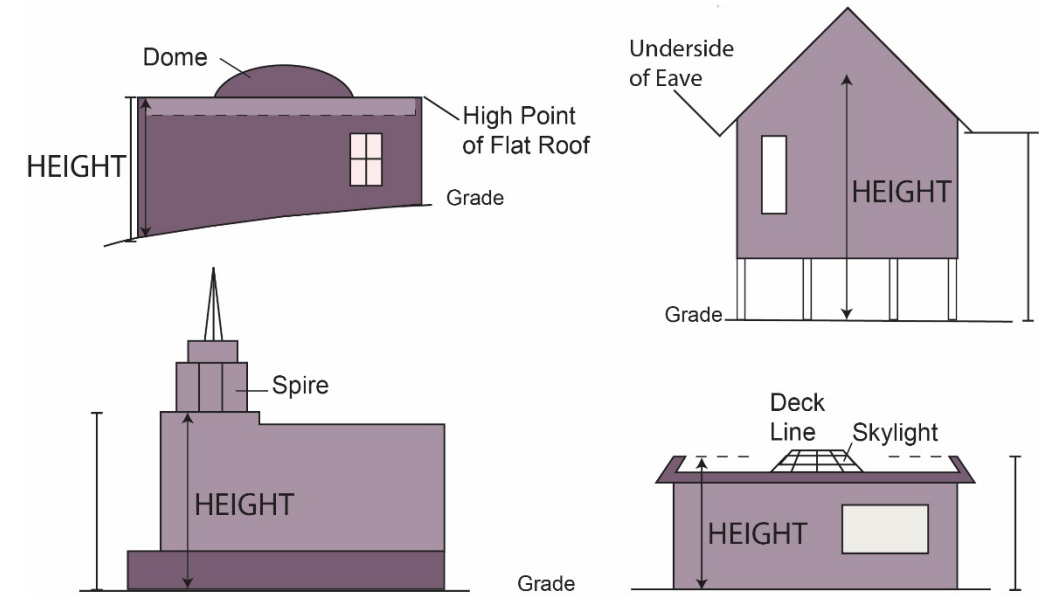 Dome
High Point
of Flat Roof
HEIGHT
Grade
Underside
of Eave
HEIGHT
Grade
Spire
HEIGHT
Grade
Deck
Line
Skylight
HEIGHT